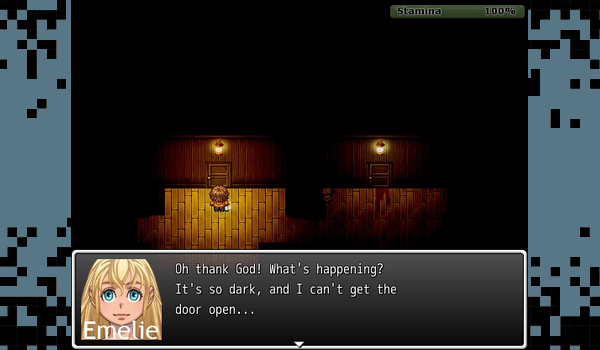 Stamina 100%
Oh thank God! What's happening?
It's so dark, and I can't get the
door open...
Emelie